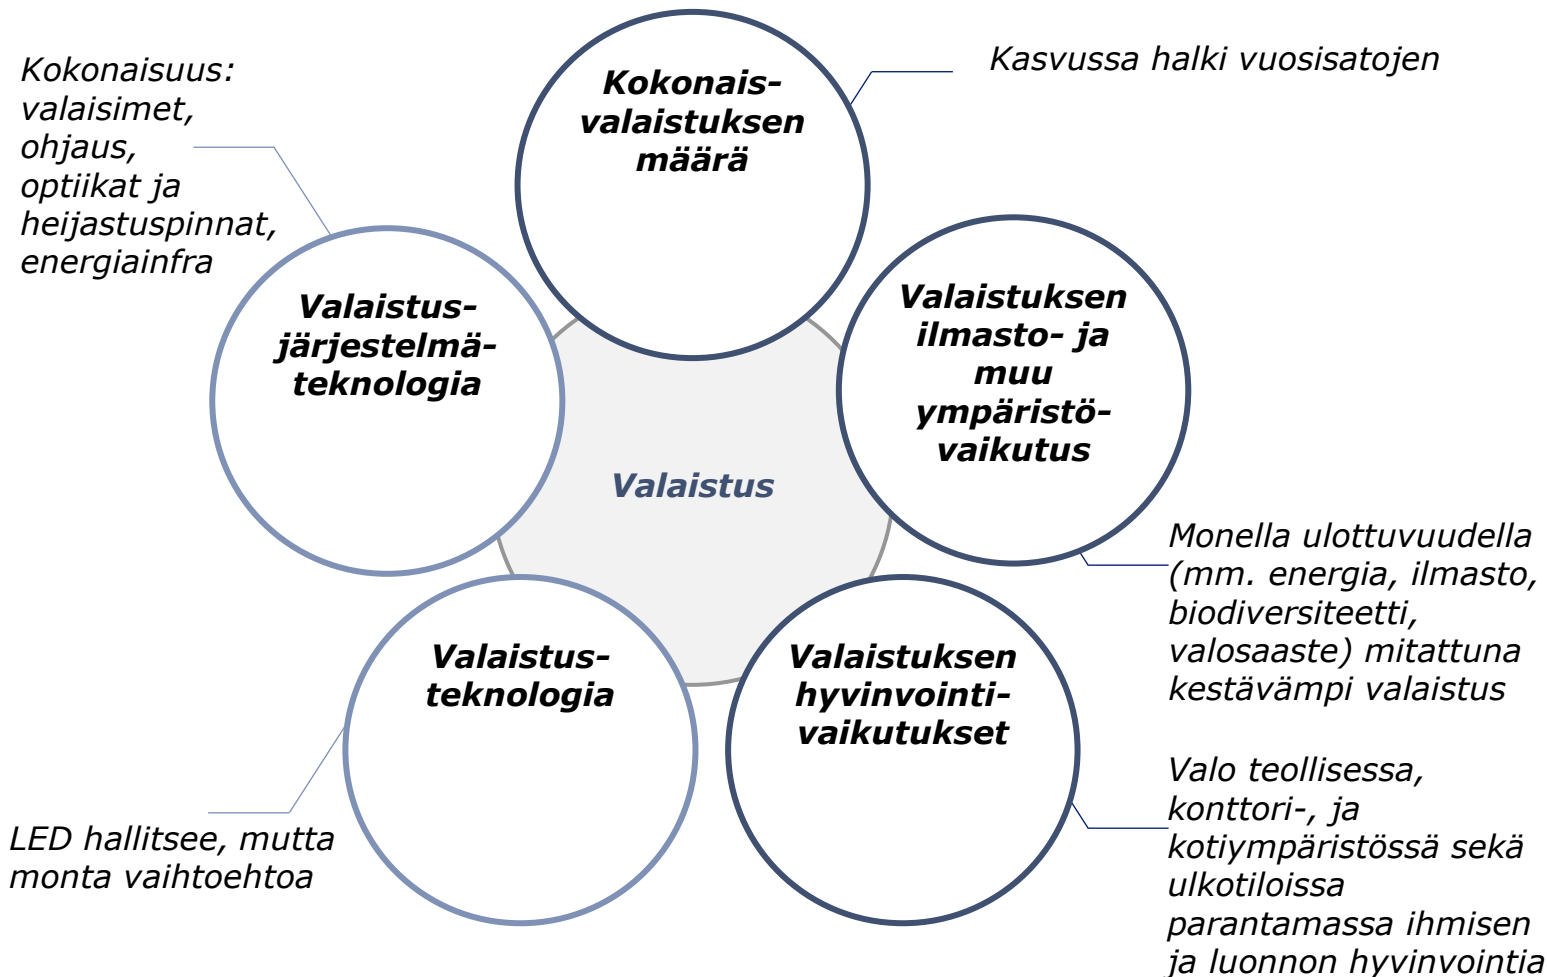 Kokonaisuus:
valaisimet,
ohjaus,
optiikat ja
heijastuspinnat,
energiainfra
Kokonais-
valaistuksen
määrä
Kasvussa halki vuosisatojen
Valaistus-
järjestelmä-
teknologia
Valaistuksen
ilmasto- ja
muu
ympäristö-
vaikutus
Valaistus
Monella ulottuvuudella
(mm. energia, ilmasto,
biodiversiteetti,
valosaaste) mitattuna
kestävämpi valaistus
Valaistus-
teknologia
Valaistuksen
hyvinvointi-
vaikutukset
LED hallitsee, mutta
monta vaihtoehtoa
Valo teollisessa,
konttori-, ja
kotiympäristössä sekä
ulkotiloissa
parantamassa ihmisen
ja luonnon hyvinvointia